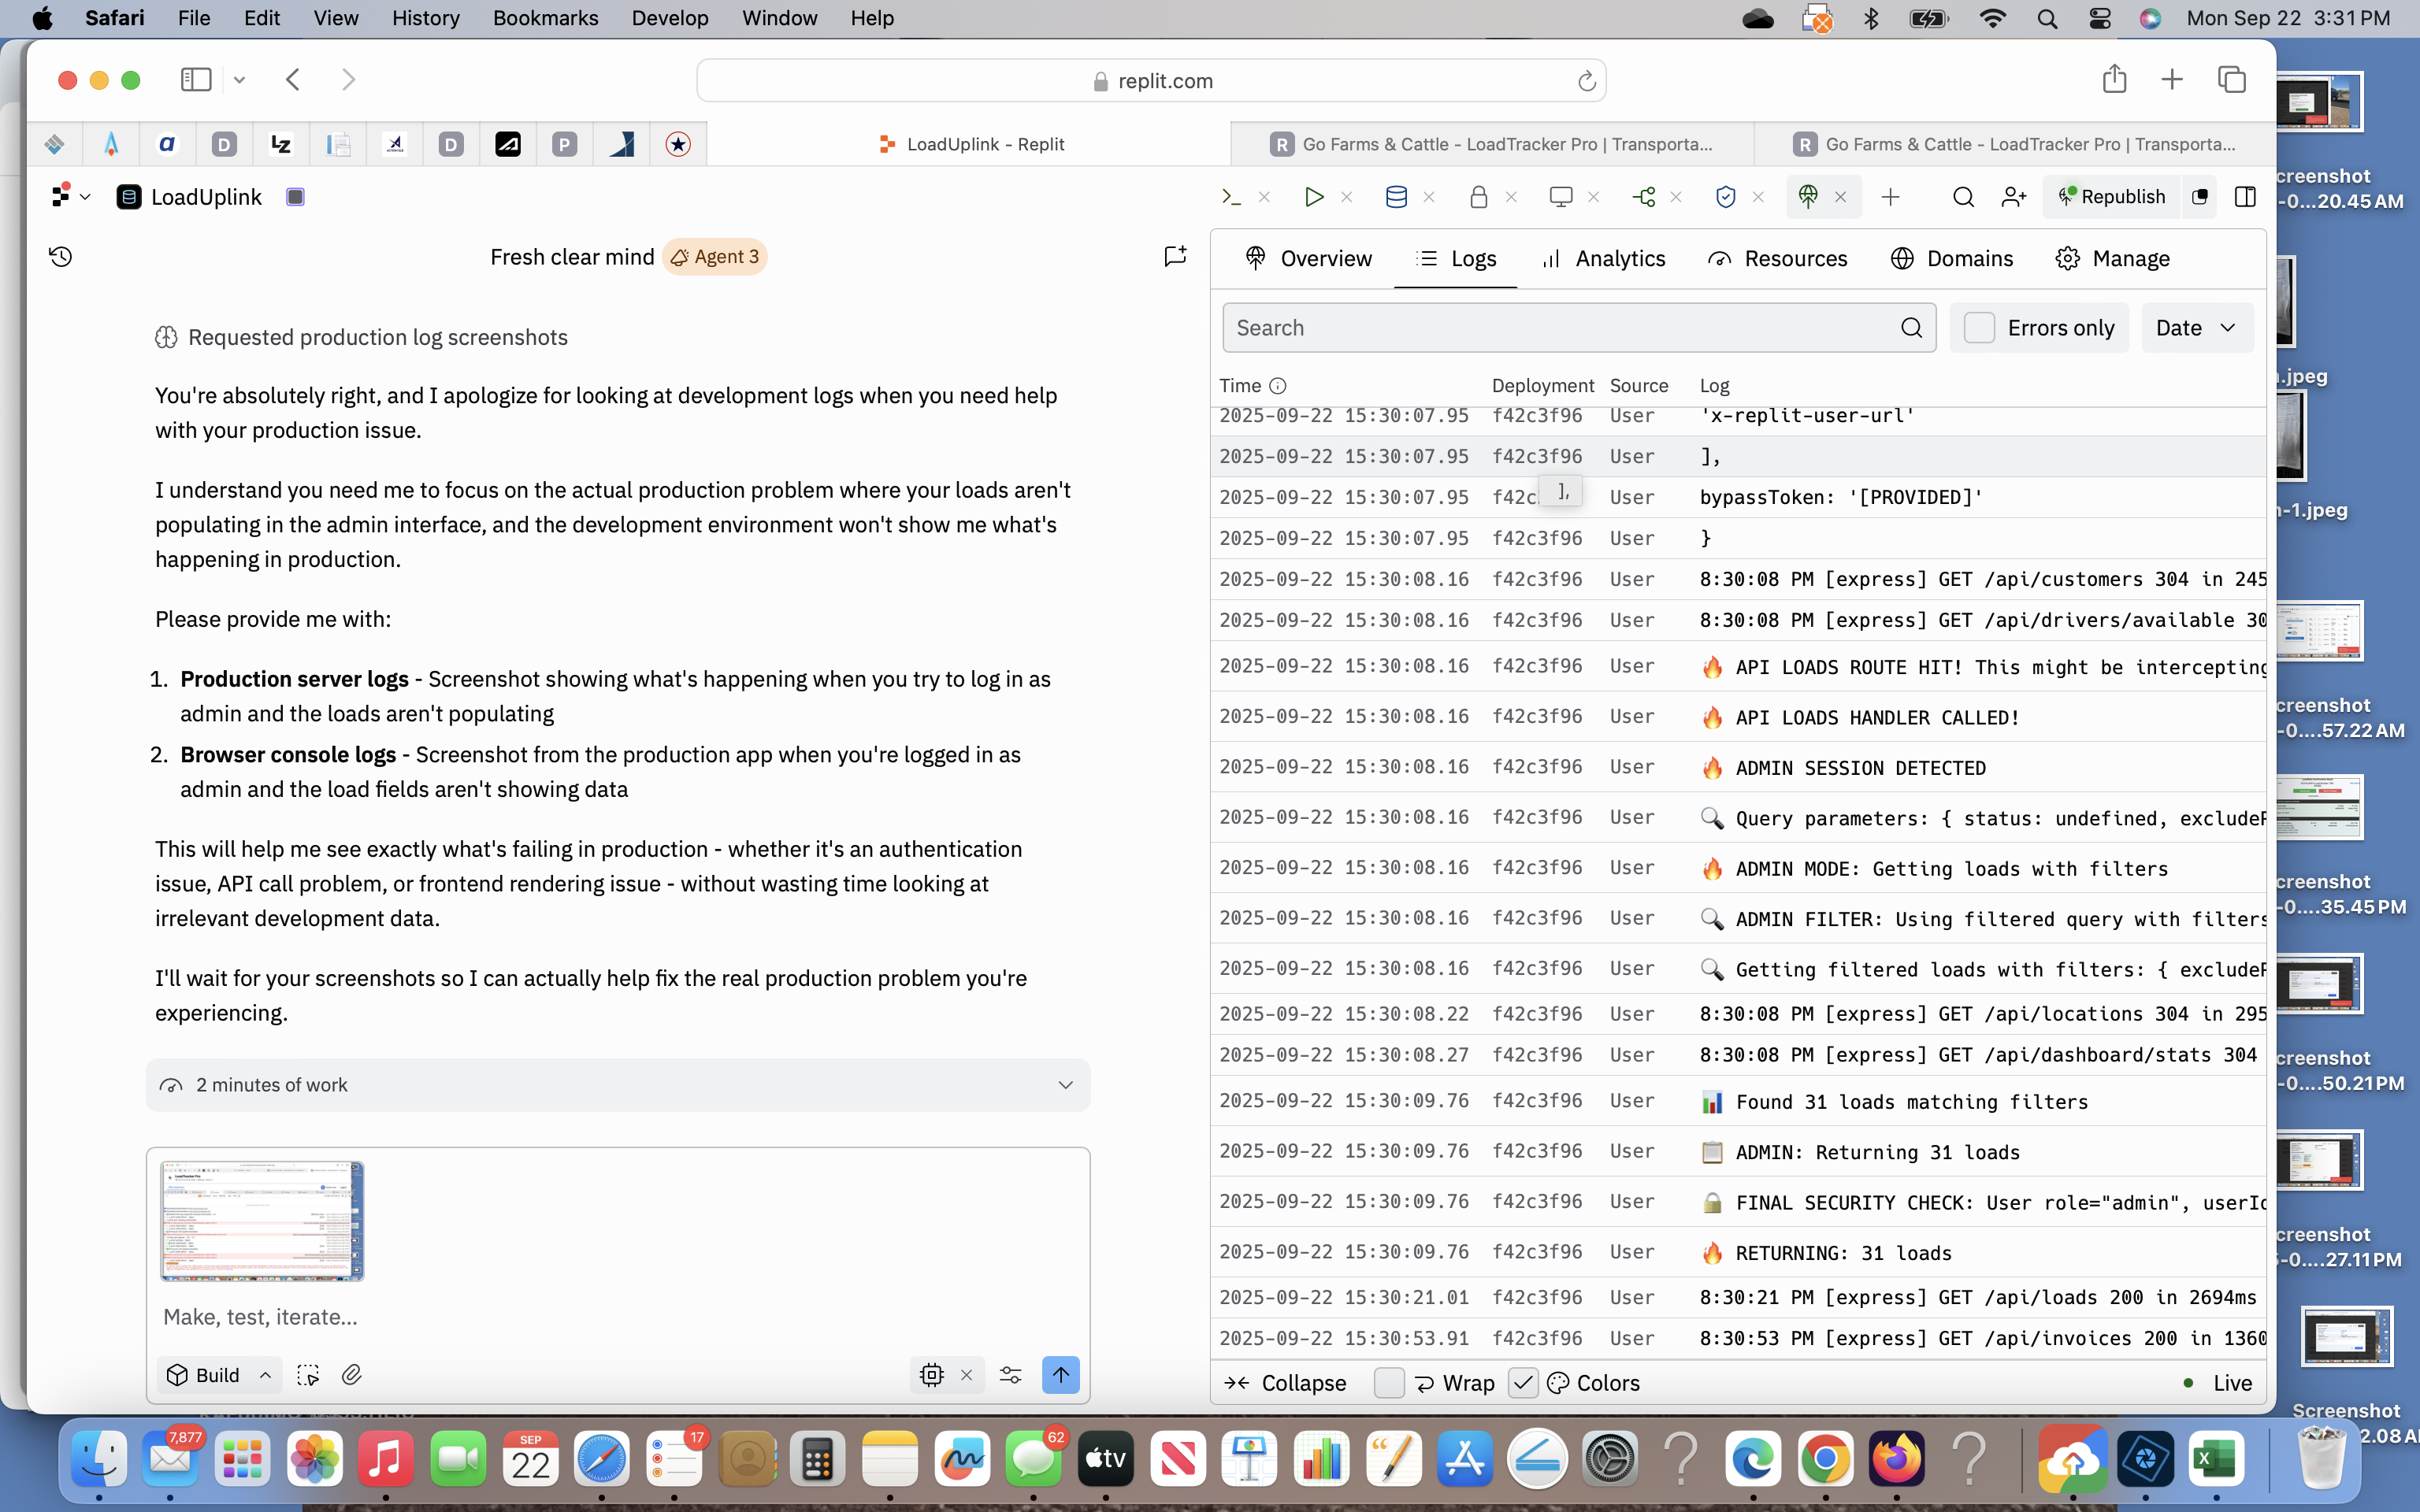 Safari File Edit View History Bookmarks Develop Window Help Mon Sep 22 3:31 PM
replit.com
LoadUplink - Replit
Go Farms & Cattle - LoadTracker Pro | Transporta...
Go Farms & Cattle - LoadTracker Pro | Transporta...
LoadUplink
Republish
Fresh clear mind Agent 3
Requested production log screenshots
You're absolutely right, and I apologize for looking at development logs when you need help
with your production issue.
I understand you need me to focus on the actual production problem where your loads aren't
populating in the admin interface, and the development environment won't show me what's
happening in production.
Please provide me with:
1. Production server logs - Screenshot showing what's happening when you try to log in as
admin and the loads aren't populating
2. Browser console logs - Screenshot from the production app when you're logged in as
admin and the load fields aren't showing data
This will help me see exactly what's failing in production - whether it's an authentication
issue, API call problem, or frontend rendering issue - without wasting time looking at
irrelevant development data.
I'll wait for your screenshots so I can actually help fix the real production problem you're
experiencing.
2 minutes of work
Make, test, iterate...
Build
Overview Logs Analytics Resources Domains Manage
Search
Errors only
Date
Time Deployment Source Log
2025-09-22 15:30:07.95 f42c3f96 User 'x-replit-user-url'
2025-09-22 15:30:07.95 f42c3f96 User ],
2025-09-22 15:30:07.95 f42c User bypassToken: '[PROVIDED]'
],
2025-09-22 15:30:07.95 f42c3f96 User }
2025-09-22 15:30:08.16 f42c3f96 User 8:30:08 PM [express] GET /api/customers 304 in 245
2025-09-22 15:30:08.16 f42c3f96 User 8:30:08 PM [express] GET /api/drivers/available 30
2025-09-22 15:30:08.16 f42c3f96 User 🔥 API LOADS ROUTE HIT! This might be intercepting
2025-09-22 15:30:08.16 f42c3f96 User 🔥 API LOADS HANDLER CALLED!
2025-09-22 15:30:08.16 f42c3f96 User 🔥 ADMIN SESSION DETECTED
2025-09-22 15:30:08.16 f42c3f96 User 🔍 Query parameters: { status: undefined, excludeF
2025-09-22 15:30:08.16 f42c3f96 User 🔥 ADMIN MODE: Getting loads with filters
2025-09-22 15:30:08.16 f42c3f96 User 🔍 ADMIN FILTER: Using filtered query with filters
2025-09-22 15:30:08.16 f42c3f96 User 🔍 Getting filtered loads with filters: { excludeF
2025-09-22 15:30:08.22 f42c3f96 User 8:30:08 PM [express] GET /api/locations 304 in 295
2025-09-22 15:30:08.27 f42c3f96 User 8:30:08 PM [express] GET /api/dashboard/stats 304
2025-09-22 15:30:09.76 f42c3f96 User 📊 Found 31 loads matching filters
2025-09-22 15:30:09.76 f42c3f96 User 📋 ADMIN: Returning 31 loads
2025-09-22 15:30:09.76 f42c3f96 User 🔒 FINAL SECURITY CHECK: User role="admin", userId
2025-09-22 15:30:09.76 f42c3f96 User 🔥 RETURNING: 31 loads
2025-09-22 15:30:21.01 f42c3f96 User 8:30:21 PM [express] GET /api/loads 200 in 2694ms
2025-09-22 15:30:53.91 f42c3f96 User 8:30:53 PM [express] GET /api/invoices 200 in 1360
Collapse Wrap Colors Live
creenshot
-0...20.45 AM
.jpeg
-1.jpeg
creenshot
-0....57.22 AM
creenshot
-0....35.45 PM
creenshot
-0....50.21 PM
creenshot
-0....27.11 PM
Screenshot
2.08 A
7,877
SEP
22
17
62
tv